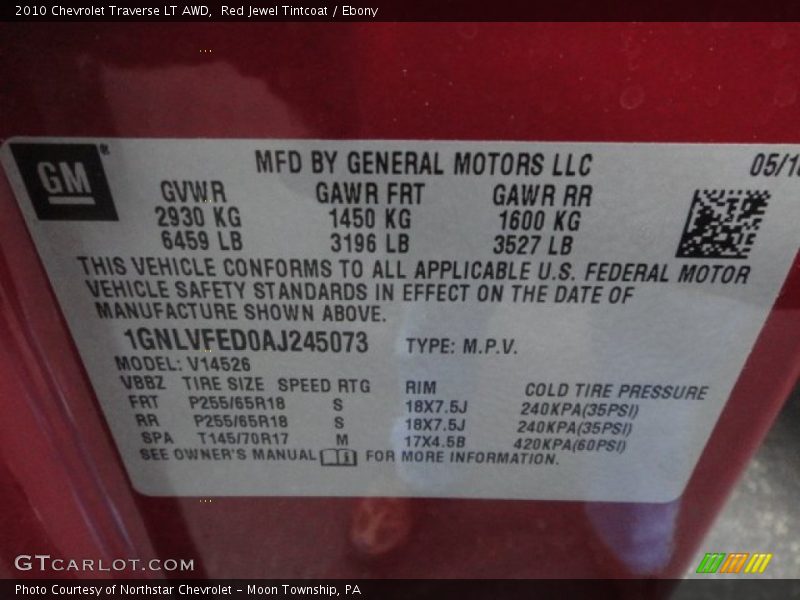 2010 Chevrolet Traverse LT AWD, Red Jewel Tintcoat / Ebony
GM®
MFD BY GENERAL MOTORS LLC 05/10
GVWR GAWR FRT GAWR RR
2930 KG 1450 KG 1600 KG
6459 LB 3196 LB 3527 LB
THIS VEHICLE CONFORMS TO ALL APPLICABLE U.S. FEDERAL MOTOR
VEHICLE SAFETY STANDARDS IN EFFECT ON THE DATE OF
MANUFACTURE SHOWN ABOVE.
1GNLVFED0AJ245073 TYPE: M.P.V.
MODEL: V14526
VBBZ TIRE SIZE SPEED RTG RIM COLD TIRE PRESSURE
FRT P255/65R18 S 18X7.5J 240KPA(35PSI)
RR P255/65R18 S 18X7.5J 240KPA(35PSI)
SPA T145/70R17 M 17X4.5B 420KPA(60PSI)
SEE OWNER'S MANUAL FOR MORE INFORMATION.
GTCARLOT.COM
Photo Courtesy of Northstar Chevrolet - Moon Township, PA